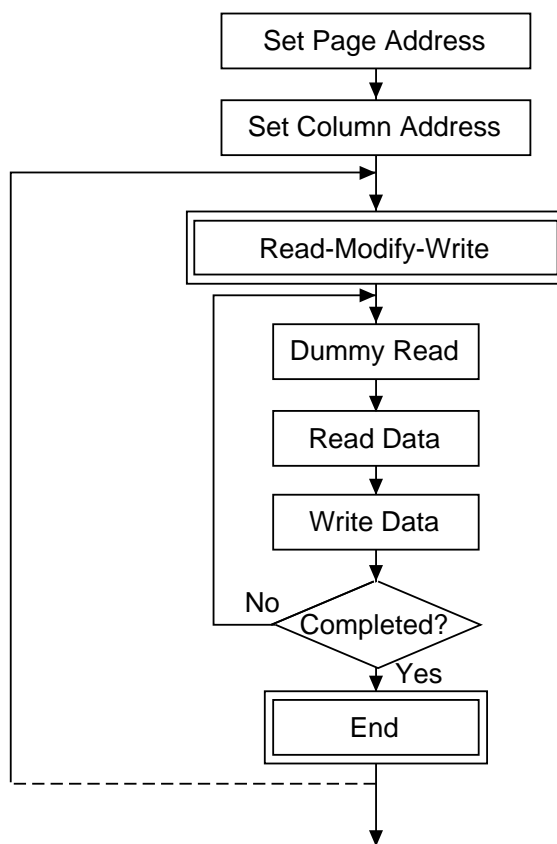 Set Page Address
Set Column Address
Read-Modify-Write
Dummy Read
Read Data
Write Data
No
Completed?
Yes
End